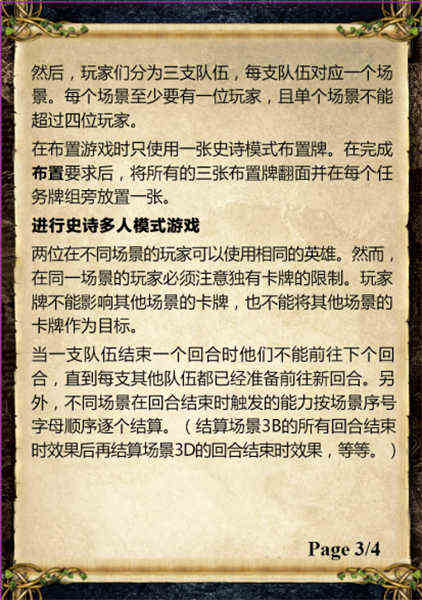 然后，玩家们分为三支队伍，每支队伍对应一个场
景。每个场景至少要有一位玩家，且单个场景不能
超过四位玩家。
在布置游戏时只使用一张史诗模式布置牌。在完成
布置要求后，将所有的三张布置牌翻面并在每个任
务牌组旁放置一张。
进行史诗多人模式游戏
两位在不同场景的玩家可以使用相同的英雄。然而，
在同一场景的玩家必须注意独有卡牌的限制。玩家
牌不能影响其他场景的卡牌，也不能将其他场景的
卡牌作为目标。
当一支队伍结束一个回合时他们不能前往下个回
合，直到每支其他队伍都已经准备前往新回合。另
外，不同场景在回合结束时触发的能力按场景序号
字母顺序逐个结算。（结算场景3B的所有回合结束
时效果后再结算场景3D的回合结束时效果，等等。）
Page 3/4